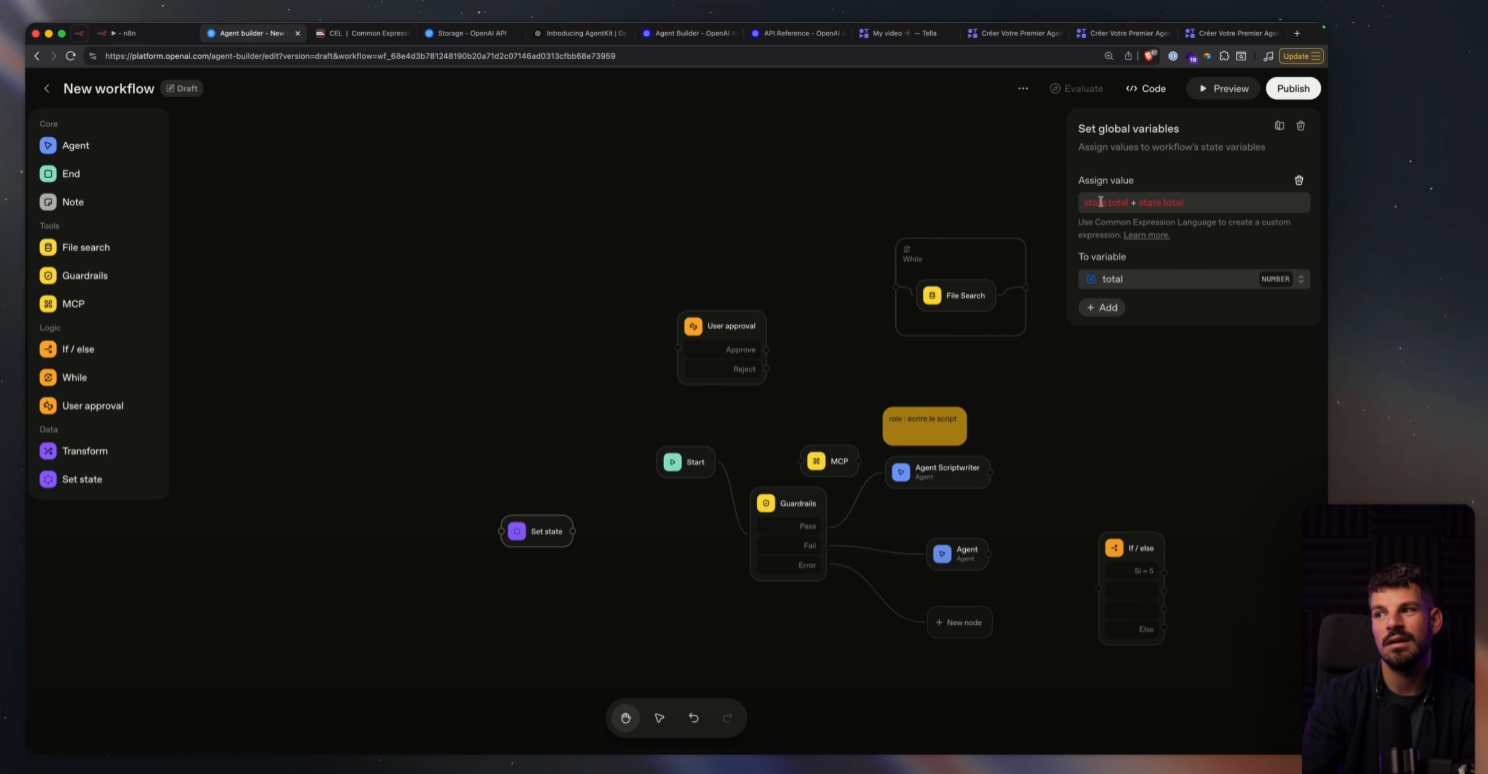 n8n
Agent builder - New
CEL | Common Express
Storage - OpenAI API
Introducing AgentKit | Op
Agent Builder - OpenAI A
API Reference - OpenAI
My video — Tella
Créer Votre Premier Agen
Créer Votre Premier Agen
Créer Votre Premier Agen
https://platform.openai.com/agent-builder/edit?version=draft&workflow=wf_68e4d3b781248190b20a71d2c07146ad0313cfbb68e73959
Update
New workflow
Draft
Evaluate
Code
Preview
Publish
Core
Agent
End
Note
Tools
File search
Guardrails
MCP
Logic
If / else
While
User approval
Data
Transform
Set state
Set global variables
Assign values to workflow's state variables
Assign value
state.total + state.total
Use Common Expression Language to create a custom
expression. Learn more.
To variable
total
NUMBER
+ Add
While
File Search
User approval
Approve
Reject
role : écrire le script
Start
MCP
Agent Scriptwriter
Agent
Guardrails
Pass
Fail
Error
Set state
Agent
Agent
+ New node
If / else
Si = 5
Else